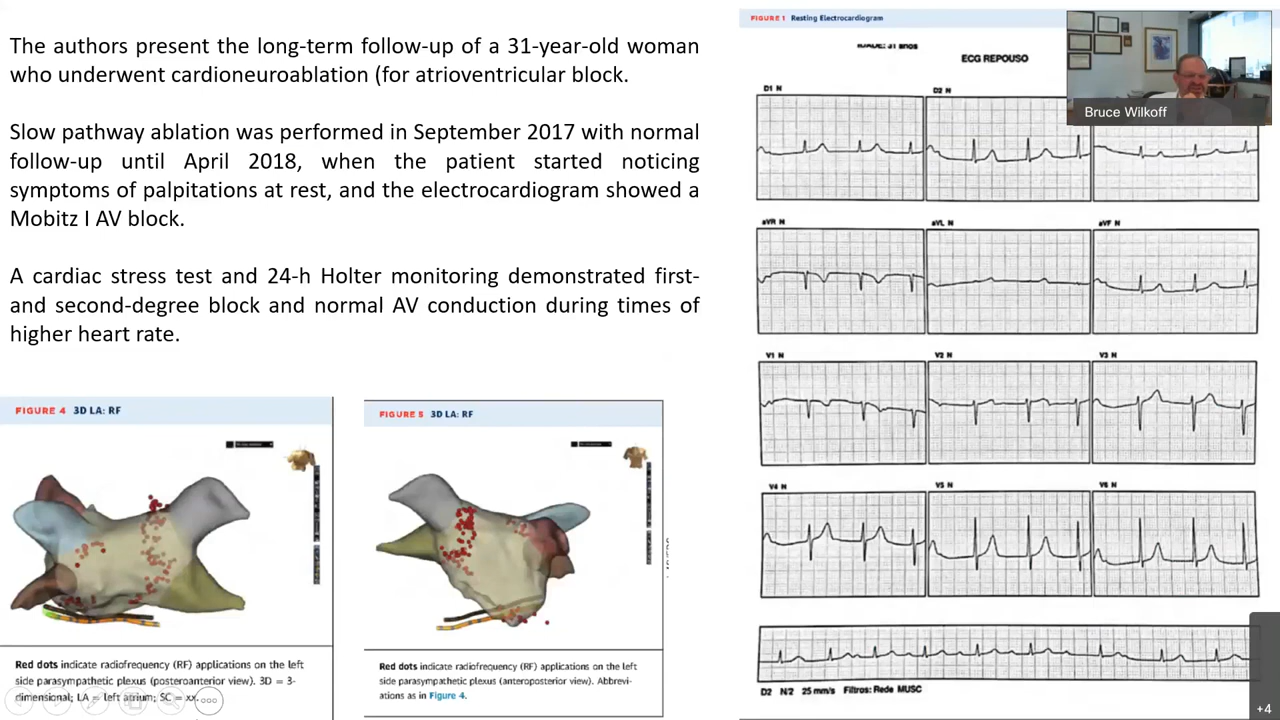 The authors present the long-term follow-up of a 31-year-old woman
who underwent cardioneuroablation (for atrioventricular block.
Slow pathway ablation was performed in September 2017 with normal
follow-up until April 2018, when the patient started noticing
symptoms of palpitations at rest, and the electrocardiogram showed a
Mobitz I AV block.
A cardiac stress test and 24-h Holter monitoring demonstrated first-
and second-degree block and normal AV conduction during times of
higher heart rate.
FIGURE 4 3D LA: RF
Red dots indicate radiofrequency (RF) applications on the left
side parasympathetic plexus (posteroanterior view). 3D = 3-
dimensional; LA = left atrium; SC = xx.
FIGURE 5 3D LA: RF
Red dots indicate radiofrequency (RF) applications on the left
side parasympathetic plexus (anteroposterior view). Abbrevi-
ations as in Figure 4.
FIGURE 1 Resting Electrocardiogram
IDADE: 31 anos
ECG REPOUSO
Bruce Wilkoff
D1 N
D2 N
aVR N
aVL N
aVF N
V1 N
V2 N
V3 N
V4 N
V5 N
V6 N
D2 N/2 25 mm/s Filtros: Rede MUSC
+4